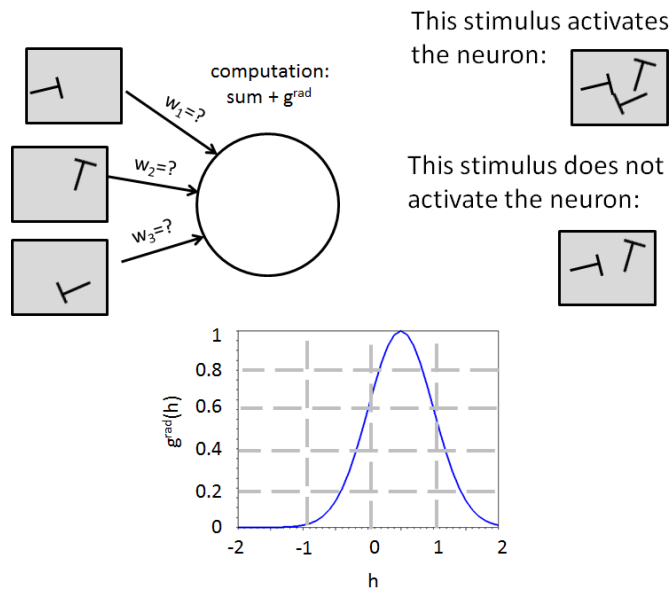 This stimulus activates
the neuron:
computation:
sum + g^rad
w₁=?
w₂=?
w₃=?
This stimulus does not
activate the neuron:
1
0.8
0.6
0.4
0.2
0
g^rad(h)
-2 -1 0 1 2
h